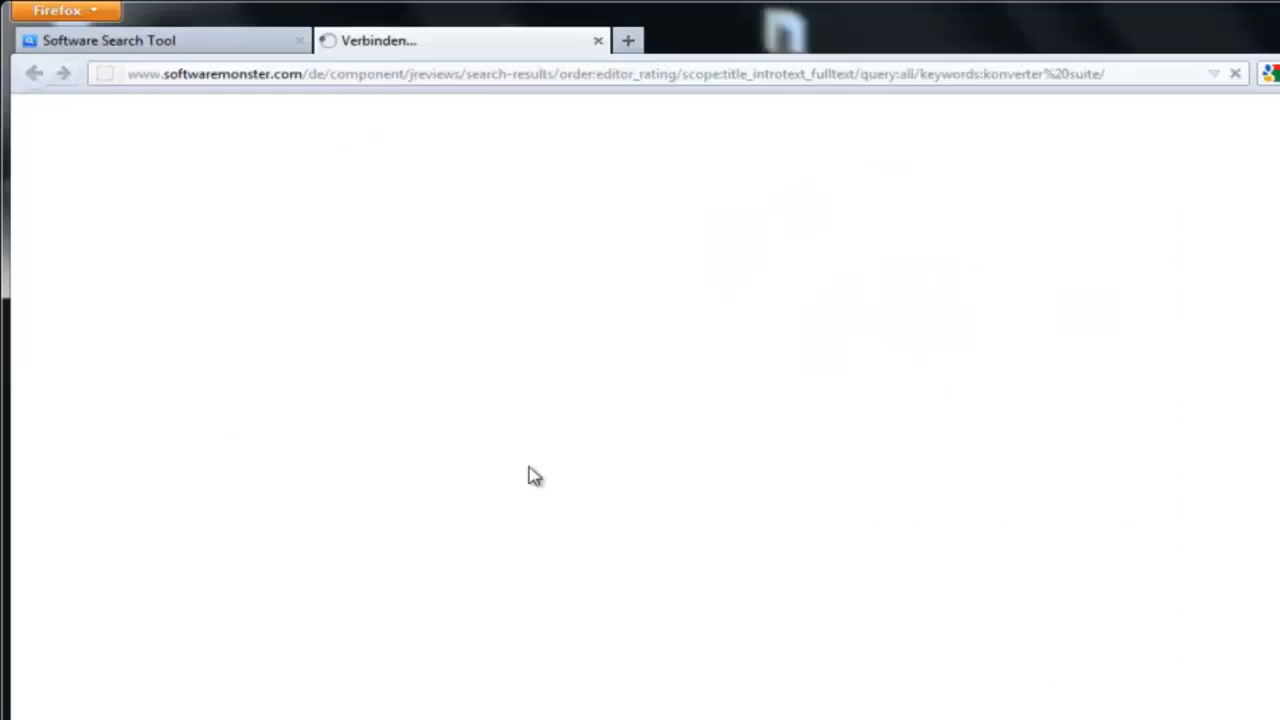 Firefox
Software Search Tool
Verbinden...
www.softwaremonster.com/de/component/jreviews/search-results/order:editor_rating/scope:title_introtext_fulltext/query:all/keywords:konverter%20suite/